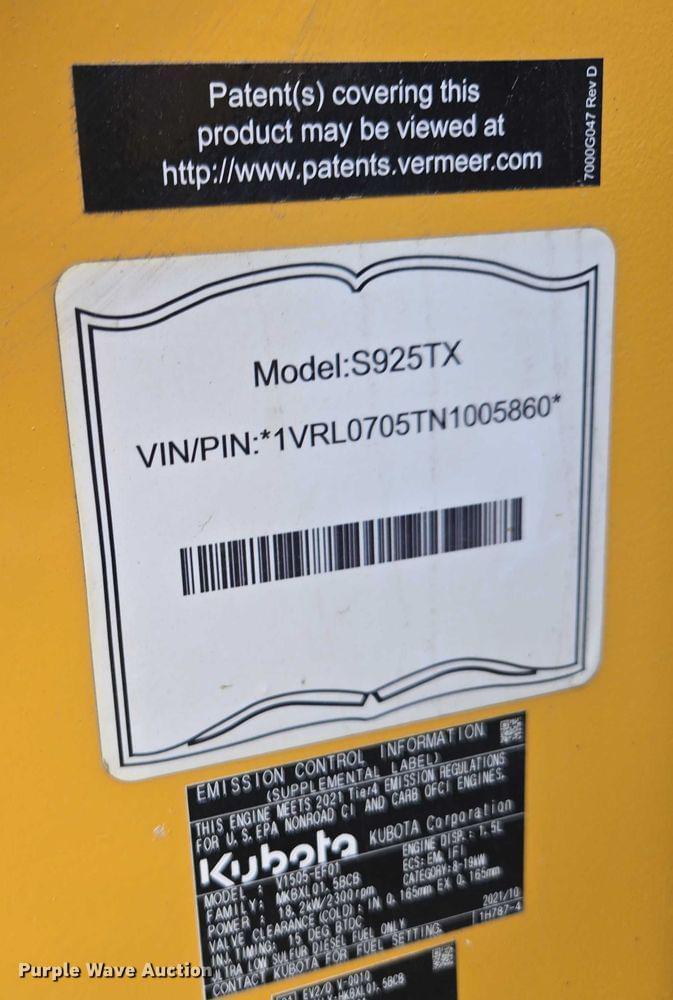 Patent(s) covering this
product may be viewed at
http://www.patents.vermeer.com
7000G047 Rev D
Model:S925TX
VIN/PIN:*1VRL0705TN1005860*
EMISSION CONTROL INFORMATION
(SUPPLEMENTAL LABEL)
THIS ENGINE MEETS 2021 Tier4 EMISSION REGULATIONS
FOR U.S. EPA NONROAD CI AND CARB OFCI ENGINES.
Kubota KUBOTA Corporation
MODEL : V1505-EF01 ENGINE DISP.: 1.5L
FAMILY: MKBXL01.5BCB ECS: EM, IFI
POWER : 18.2kW/2300rpm CATEGORY: 8-19kW
VALVE CLEARANCE (COLD): IN 0.165mm EX 0.165mm
INJ. TIMING: 15 DEG BTDC
ULTRA LOW SULFUR DIESEL FUEL ONLY 2021/10
CONTACT KUBOTA FOR FUEL SETTING. 1H787-4
EV2/0 V-0010
Purple Wave Auction